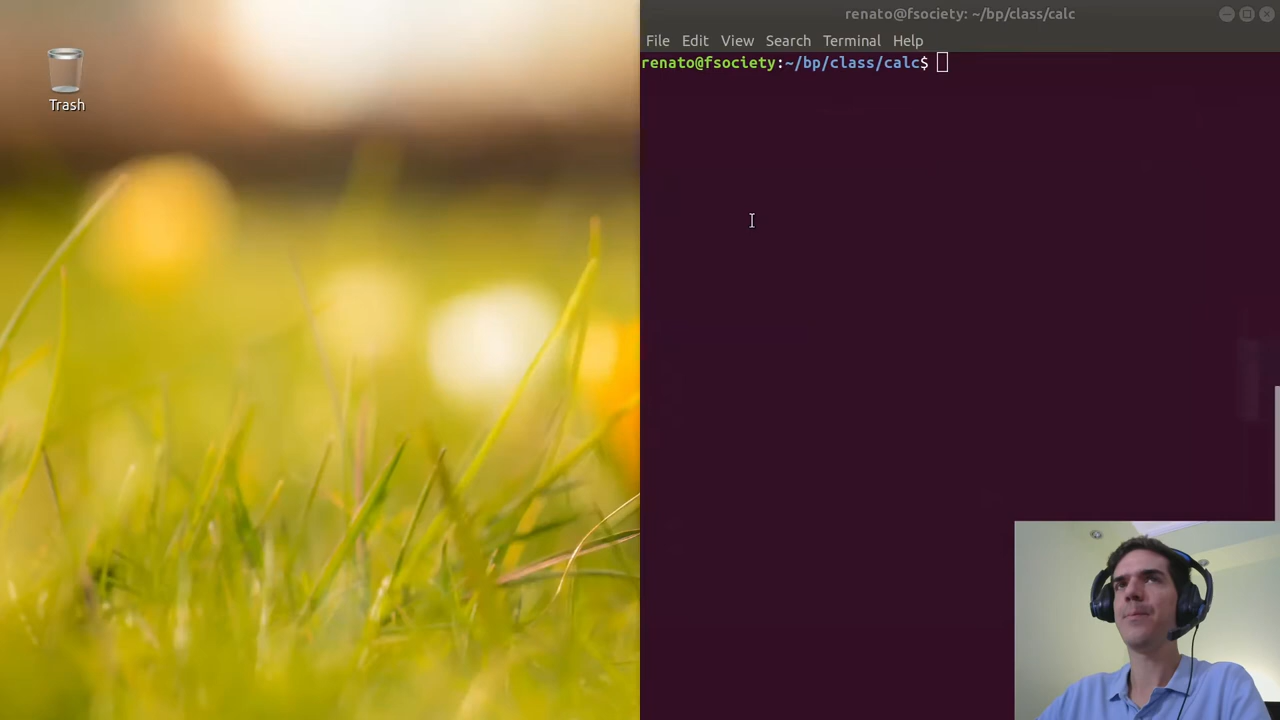 Trash
renato@fsociety: ~/bp/class/calc
File Edit View Search Terminal Help
renato@fsociety:~/bp/class/calc$